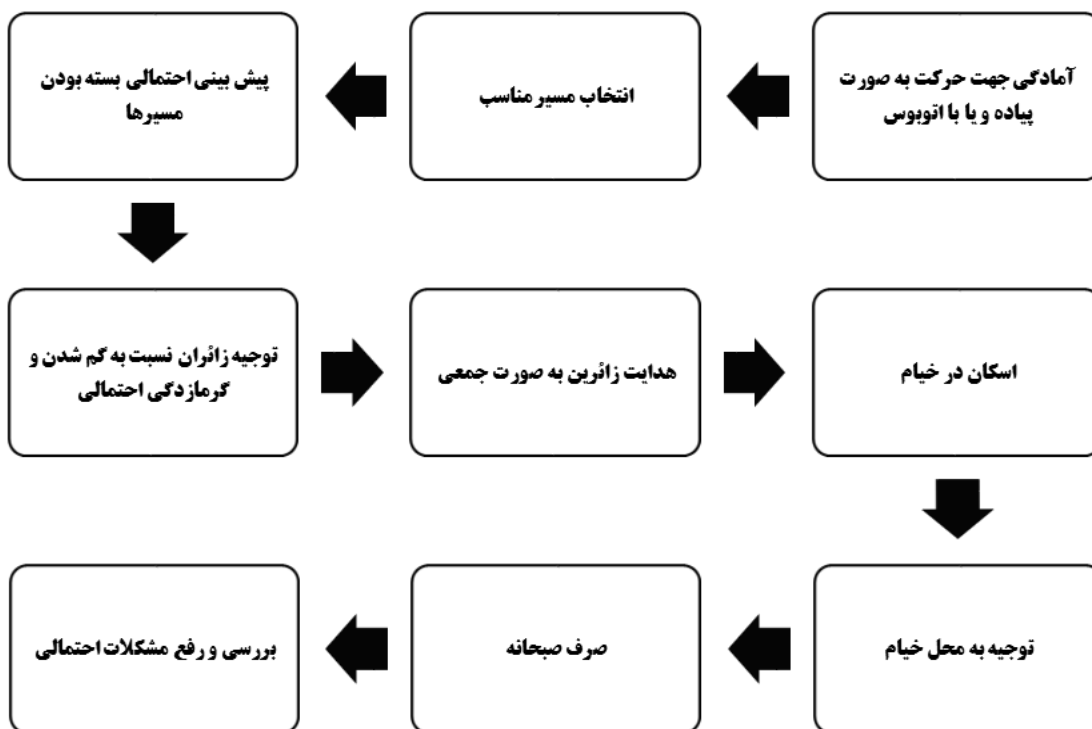 آمادگی جهت حرکت به صورت
پیاده و یا با اتوبوس
انتخاب مسیر مناسب
پیش بینی احتمالی بسته بودن
مسیرها
توجیه زائران نسبت به گم شدن و
گرمازدگی احتمالی
هدایت زائرین به صورت جمعی
اسکان در خیام
توجیه به محل خیام
صرف صبحانه
بررسی و رفع مشکلات احتمالی